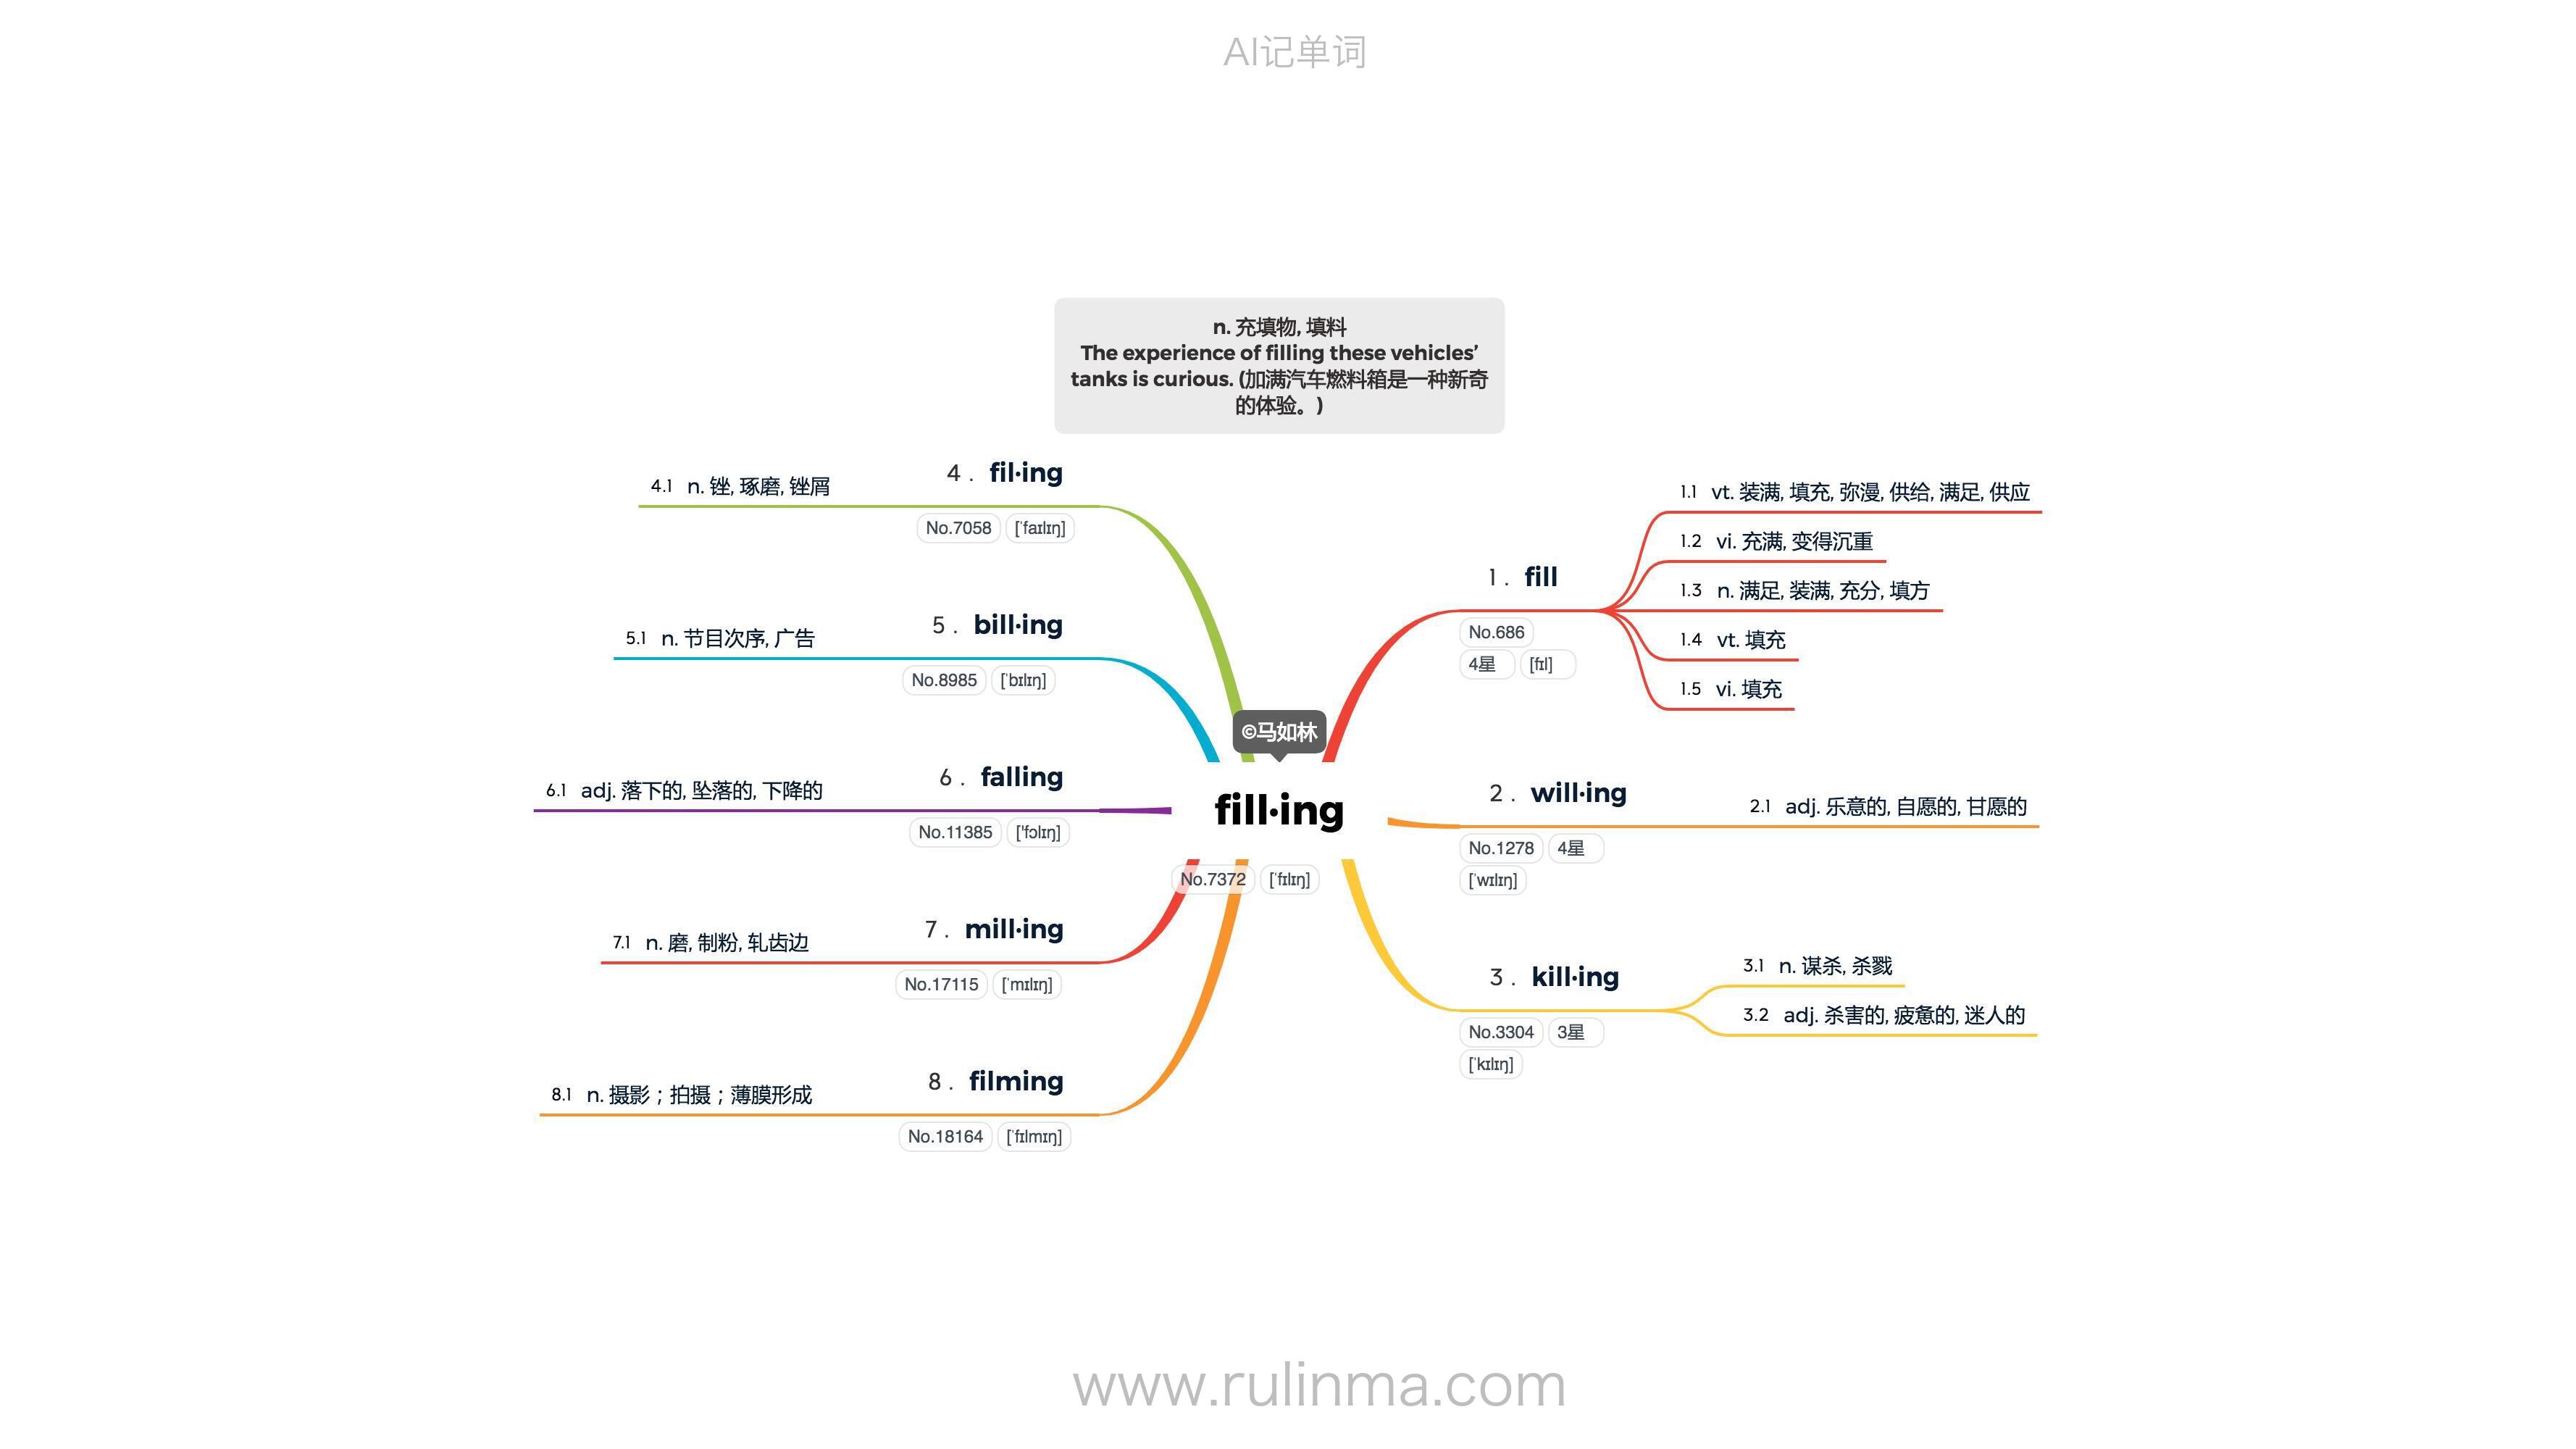 AI记单词
n. 充填物, 填料
The experience of filling these vehicles’
tanks is curious. (加满汽车燃料箱是一种新奇
的体验。)
©马如林
fill·ing
No.7372 [ˈfɪlɪŋ]
1 . fill
No.686
4星 [fɪl]
1.1 vt. 装满, 填充, 弥漫, 供给, 满足, 供应
1.2 vi. 充满, 变得沉重
1.3 n. 满足, 装满, 充分, 填方
1.4 vt. 填充
1.5 vi. 填充
2 . will·ing
No.1278 4星
[ˈwɪlɪŋ]
2.1 adj. 乐意的, 自愿的, 甘愿的
3 . kill·ing
No.3304 3星
[ˈkɪlɪŋ]
3.1 n. 谋杀, 杀戮
3.2 adj. 杀害的, 疲惫的, 迷人的
4 . fil·ing
No.7058 [ˈfaɪlɪŋ]
4.1 n. 锉, 琢磨, 锉屑
5 . bill·ing
No.8985 [ˈbɪlɪŋ]
5.1 n. 节目次序, 广告
6 . falling
No.11385 ['fɔlɪŋ]
6.1 adj. 落下的, 坠落的, 下降的
7 . mill·ing
No.17115 [ˈmɪlɪŋ]
7.1 n. 磨, 制粉, 轧齿边
8 . filming
No.18164 [ˈfɪlmɪŋ]
8.1 n. 摄影；拍摄；薄膜形成
www.rulinma.com